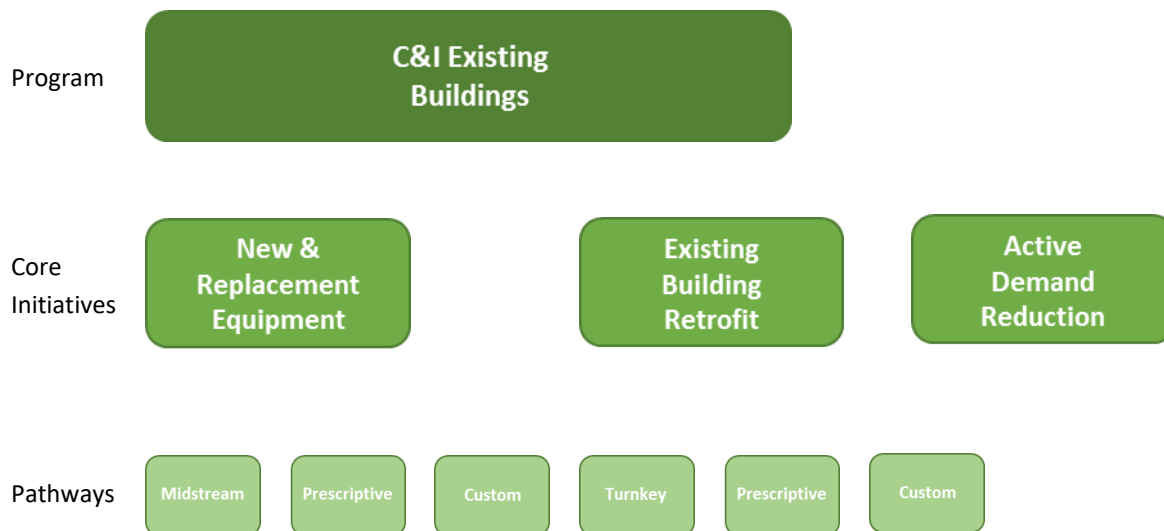 C&I Existing
Buildings
Program
New &
Replacement
Equipment
Existing
Building
Retrofit
Active
Demand
Reduction
Core
Initiatives
Pathways
Midstream
Prescriptive
Custom
Turnkey
Prescriptive
Custom